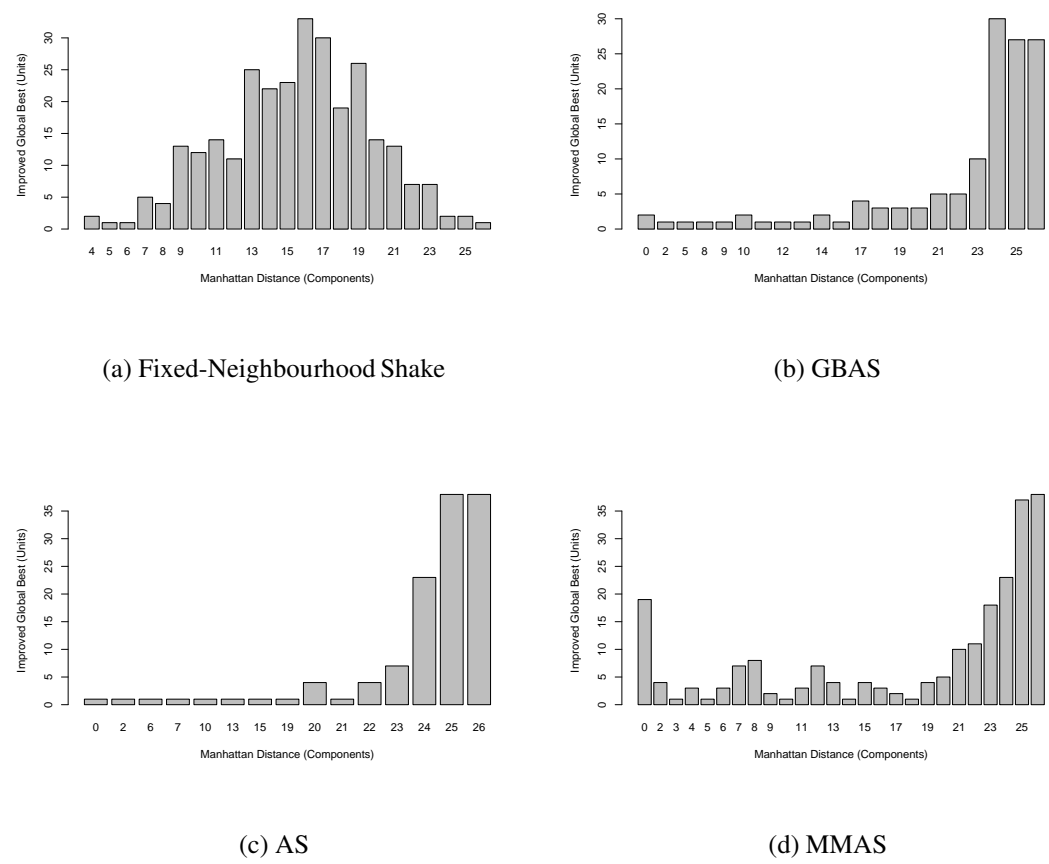 Improved Global Best (Units)
0 5 10 15 20 25 30
4 5 6 7 8 9 11 13 15 17 19 21 23 25
Manhattan Distance (Components)
(a) Fixed-Neighbourhood Shake
Improved Global Best (Units)
0 5 10 15 20 25 30
0 2 5 8 9 10 12 14 17 19 21 23 25
Manhattan Distance (Components)
(b) GBAS
Improved Global Best (Units)
0 5 10 15 20 25 30 35
0 2 6 7 10 13 15 19 20 21 22 23 24 25 26
Manhattan Distance (Components)
(c) AS
Improved Global Best (Units)
0 5 10 15 20 25 30 35
0 2 3 4 5 6 7 8 9 11 13 15 17 19 21 23 25
Manhattan Distance (Components)
(d) MMAS